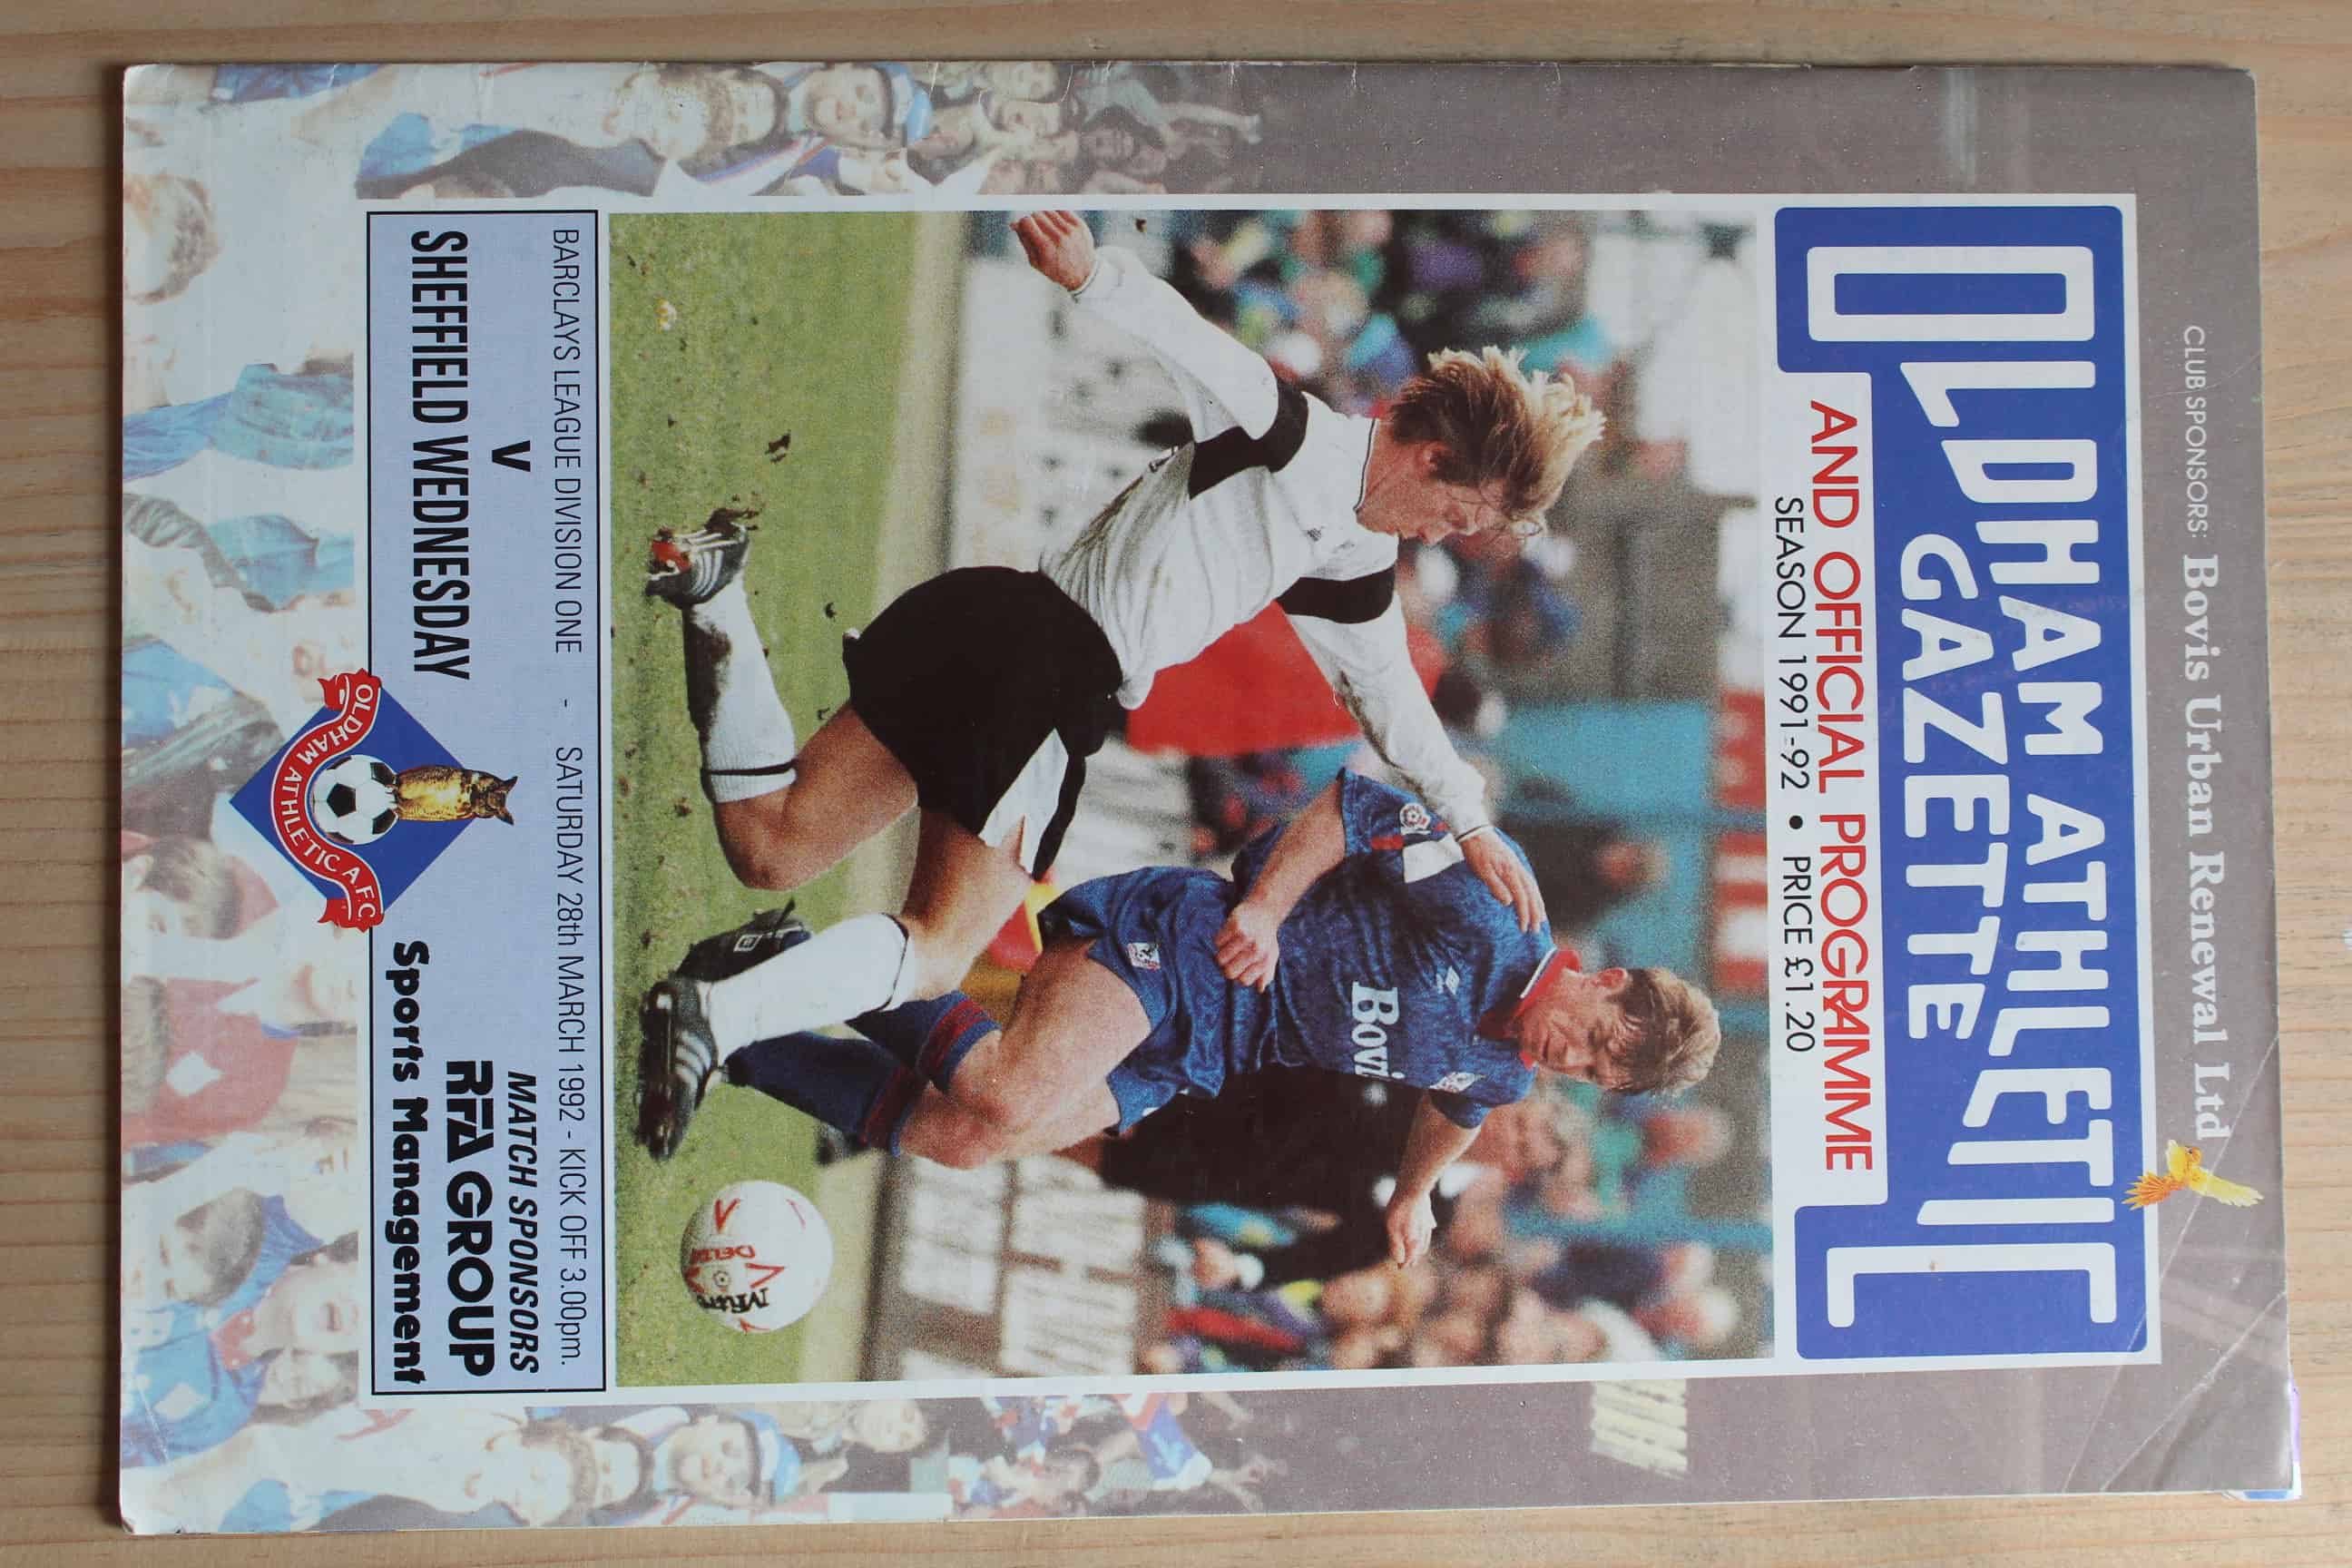 CLUB SPONSORS: Bovis Urban Renewal Ltd
OLDHAM ATHLETIC
GAZETTE
AND OFFICIAL PROGRAMME
SEASON 1991-92 • PRICE £1.20
Bovis
Mitre
DELTA
BARCLAYS LEAGUE DIVISION ONE - SATURDAY 28th MARCH 1992 - KICK OFF 3.00pm.
V
SHEFFIELD WEDNESDAY
OLDHAM ATHLETIC A.F.C.
MATCH SPONSORS
RFA GROUP
Sports Management